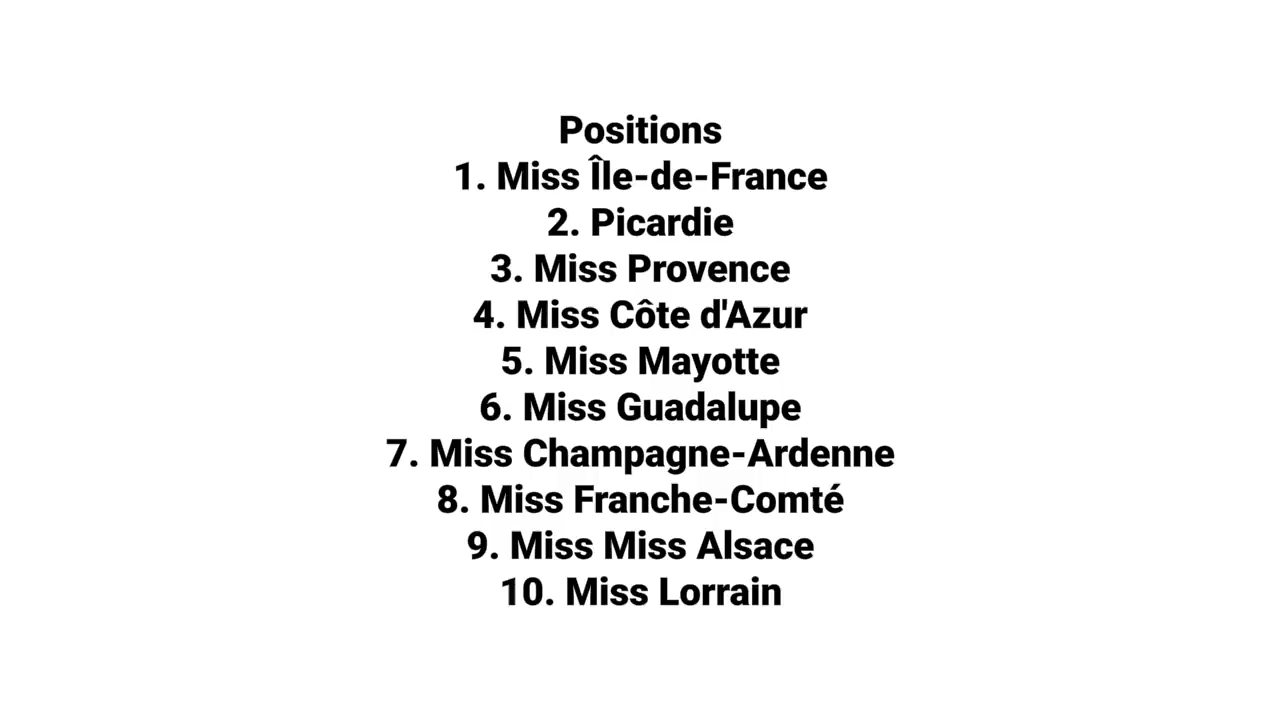 Positions
1. Miss Île-de-France
2. Picardie
3. Miss Provence
4. Miss Côte d'Azur
5. Miss Mayotte
6. Miss Guadalupe
7. Miss Champagne-Ardenne
8. Miss Franche-Comté
9. Miss Miss Alsace
10. Miss Lorrain